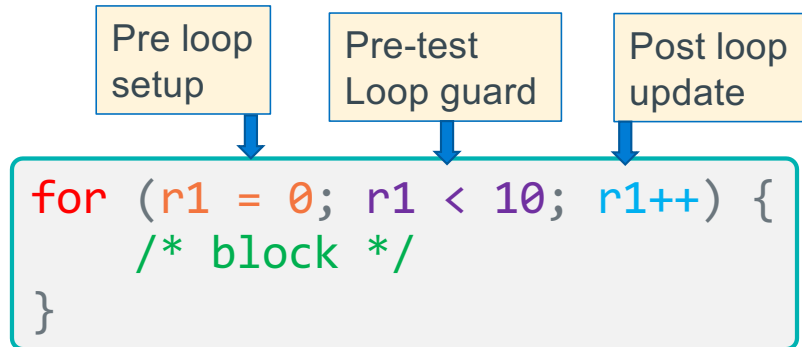 Pre loop
setup
Pre-test
Loop guard
Post loop
update
for (r1 = 0; r1 < 10; r1++) {
    /* block */
}